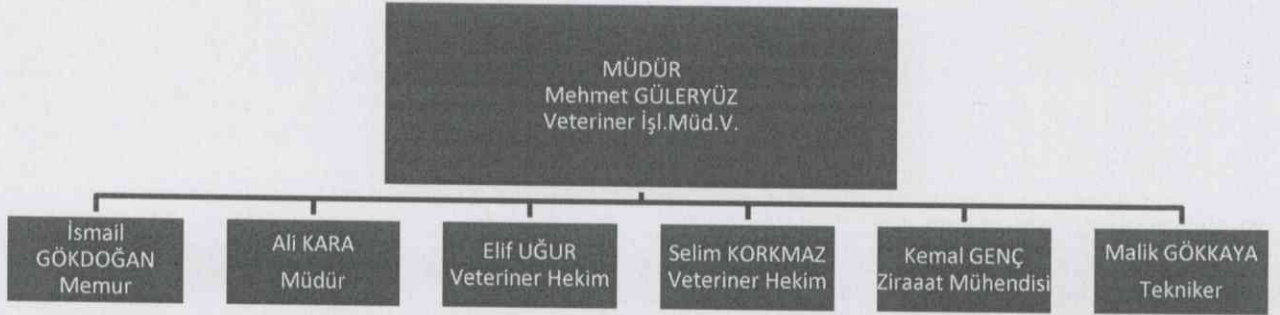 MÜDÜR
Mehmet GÜLERYÜZ
Veteriner İşl.Müd.V.
İsmail
GÖKDOĞAN
Memur
Ali KARA
Müdür
Elif UĞUR
Veteriner Hekim
Selim KORKMAZ
Veteriner Hekim
Kemal GENÇ
Ziraaat Mühendisi
Malik GÖKKAYA
Tekniker